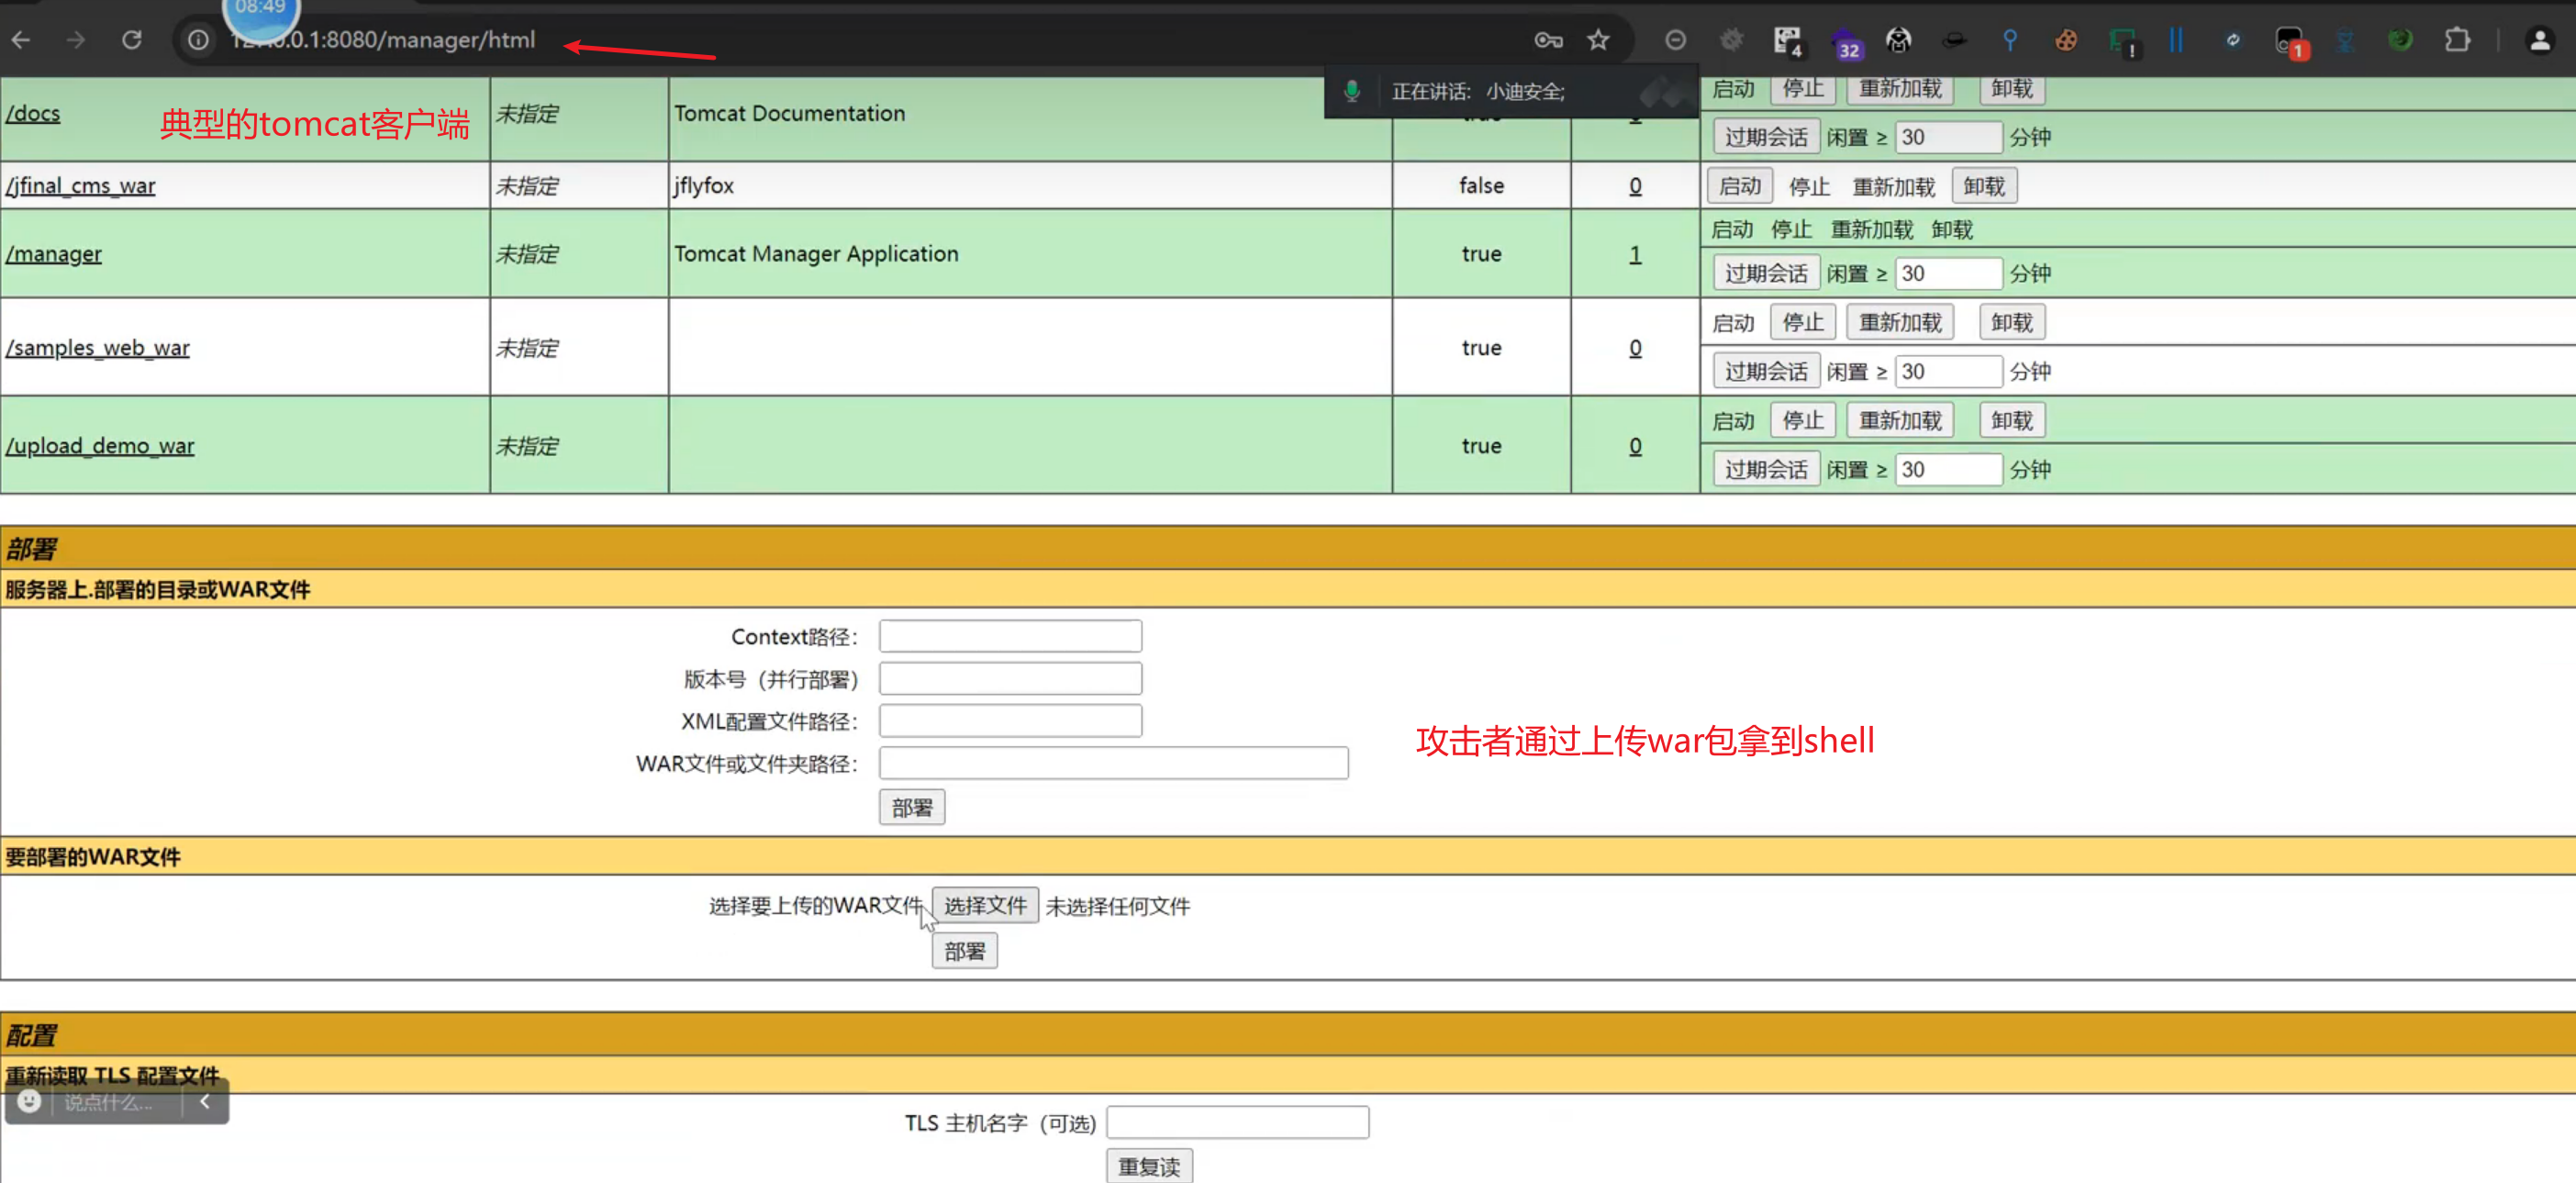 08:49
127.0.0.1:8080/manager/html
4
32
!
1
正在讲话: 小迪安全;
/docs 典型的tomcat客户端 未指定 Tomcat Documentation 启动 停止 重新加载 卸载
过期会话 闲置 ≥ 30 分钟
/jfinal_cms_war 未指定 jflyfox false 0 启动 停止 重新加载 卸载
/manager 未指定 Tomcat Manager Application true 1 启动 停止 重新加载 卸载
过期会话 闲置 ≥ 30 分钟
/samples_web_war 未指定 true 0 启动 停止 重新加载 卸载
过期会话 闲置 ≥ 30 分钟
/upload_demo_war 未指定 true 0 启动 停止 重新加载 卸载
过期会话 闲置 ≥ 30 分钟
部署
服务器上.部署的目录或WAR文件
Context路径:
版本号 (并行部署)
XML配置文件路径:
攻击者通过上传war包拿到shell
WAR文件或文件夹路径:
部署
要部署的WAR文件
选择要上传的WAR文件 选择文件 未选择任何文件
部署
配置
重新读取 TLS 配置文件
说点什么...
TLS 主机名字 (可选)
重复读